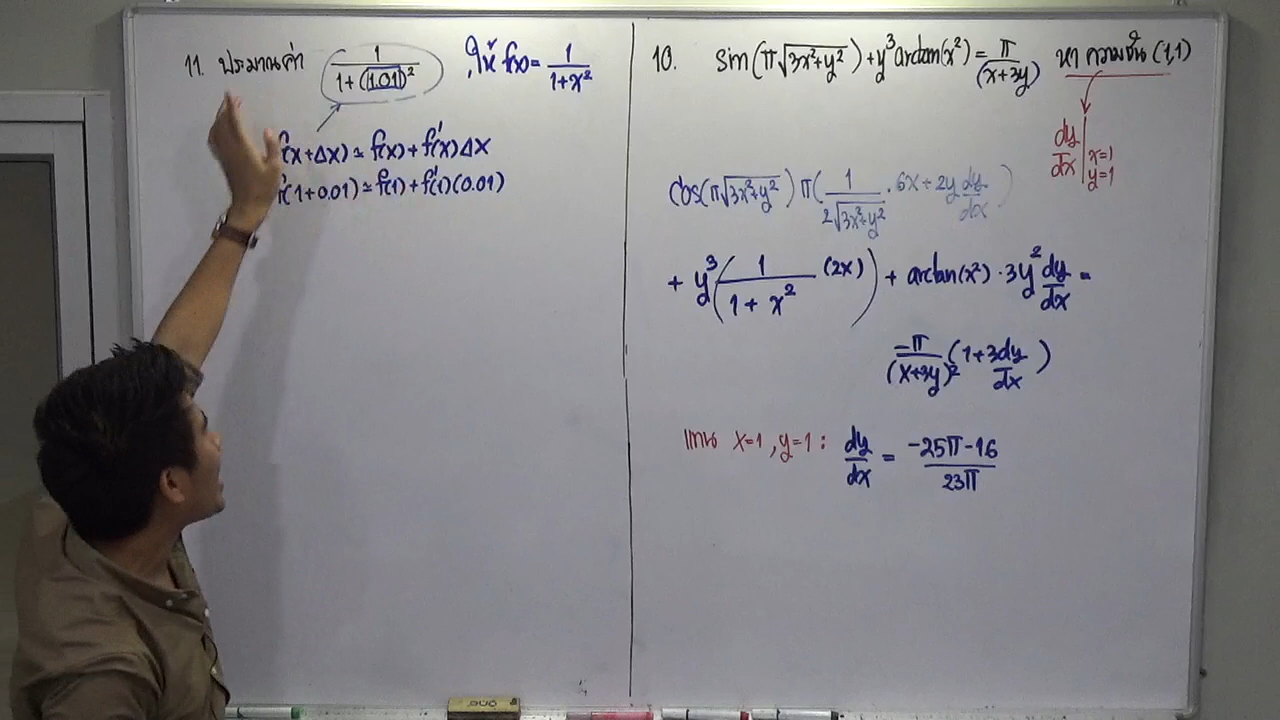 11. ประมาณค่า 1/(1+(1.01)²) , ให้ f(x) = 1/(1+x²)
f(x+Δx) ≃ f(x) + f'(x)Δx
f(1+0.01) ≃ f(1) + f'(1)(0.01)
10. sin(π√(3x²+y²)) + y³arctan(x²) = π/(x+3y) หา ความชัน (1,1)
dy/dx | x=1 y=1
cos(π√(3x²+y²)) π(1/(2√(3x²+y²)) · 6x + 2y dy/dx)
+ y³(1/(1+x²) (2x)) + arctan(x²) · 3y² dy/dx =
-π/(x+3y)² (1+3dy/dx)
แทน x=1, y=1 : dy/dx = (-25π-16)/(23π)